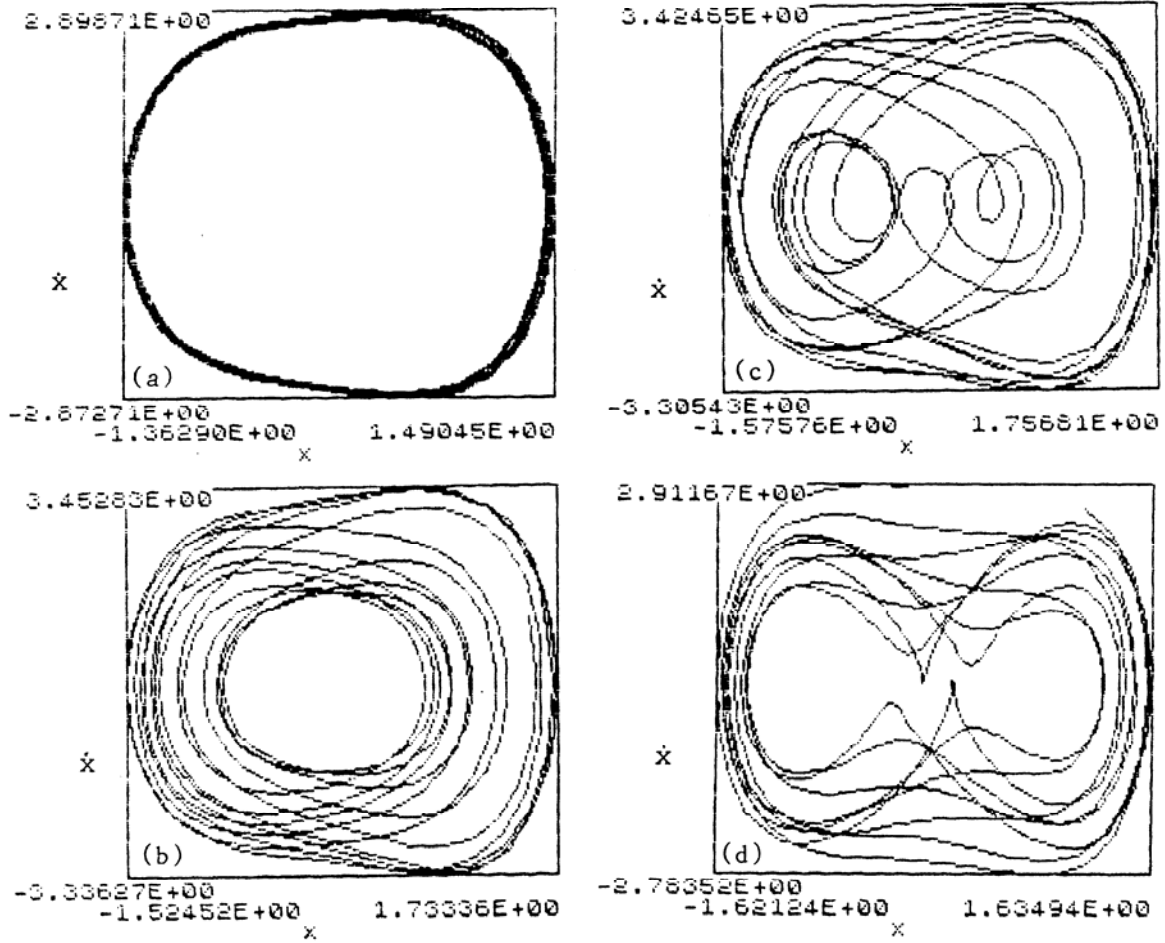 2.89871E+00
ẋ
(a)
-2.87271E+00
-1.36290E+00
1.49045E+00
x
3.42465E+00
ẋ
(c)
-3.30543E+00
-1.57576E+00
1.75681E+00
x
3.45283E+00
ẋ
(b)
-3.33627E+00
-1.52452E+00
1.73336E+00
x
2.91167E+00
ẋ
(d)
-2.78352E+00
-1.62124E+00
1.63494E+00
x